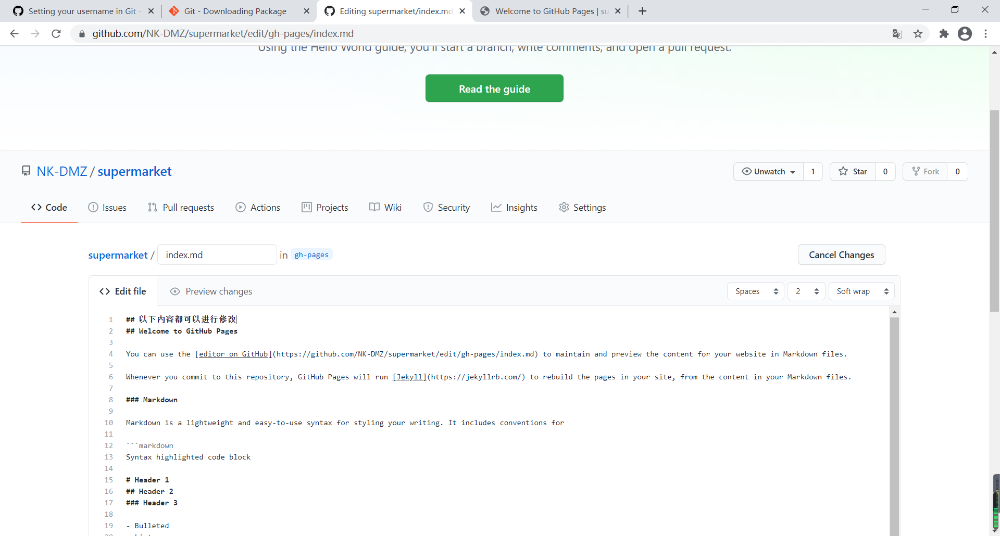 Setting your username in Git -
Git - Downloading Package
Editing supermarket/index.md
Welcome to GitHub Pages | su
github.com/NK-DMZ/supermarket/edit/gh-pages/index.md
Using the Hello World guide, you'll start a branch, write comments, and open a pull request.
Read the guide
NK-DMZ / supermarket
Unwatch 1
Star 0
Fork 0
Code
Issues
Pull requests
Actions
Projects
Wiki
Security
Insights
Settings
supermarket / index.md in gh-pages
Cancel Changes
Edit file
Preview changes
Spaces
2
Soft wrap
1 ## 以下内容都可以进行修改
2 ## Welcome to GitHub Pages
3
4 You can use the [editor on GitHub](https://github.com/NK-DMZ/supermarket/edit/gh-pages/index.md) to maintain and preview the content for your website in Markdown files.
5
6 Whenever you commit to this repository, GitHub Pages will run [Jekyll](https://jekyllrb.com/) to rebuild the pages in your site, from the content in your Markdown files.
7
8 ### Markdown
9
10 Markdown is a lightweight and easy-to-use syntax for styling your writing. It includes conventions for
11
12 ```markdown
13 Syntax highlighted code block
14
15 # Header 1
16 ## Header 2
17 ### Header 3
18
19 - Bulleted